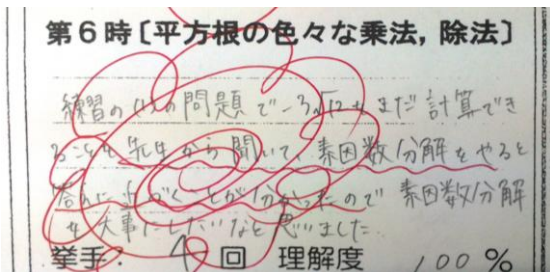 第6時〔平方根の色々な乗法,除法〕
練習の(1)の問題で-3√12もまだ計算でき
ることを先生から聞いて、素因数分解をやると
答えにちがくことが分かったので 素因数分解
を大事にしたいなと思いました。
挙手: 4回 理解度 100%